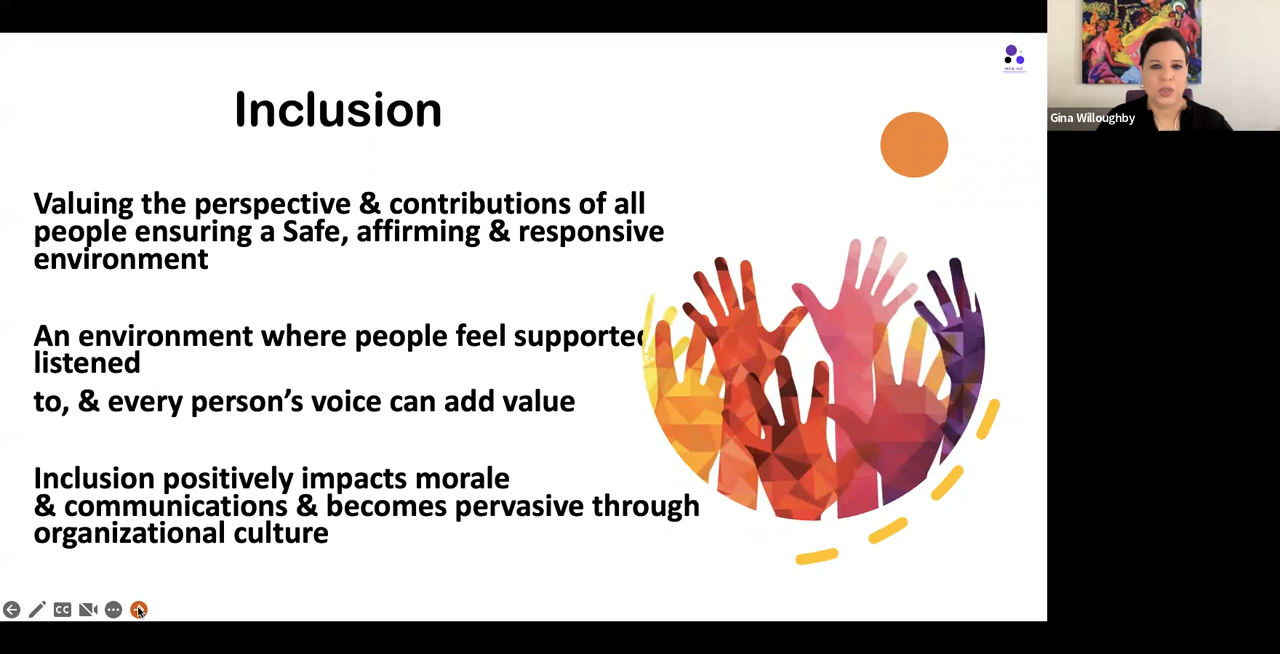 Inclusion
Valuing the perspective & contributions of all
people ensuring a Safe, affirming & responsive
environment
An environment where people feel supported
listened
to, & every person’s voice can add value
Inclusion positively impacts morale
& communications & becomes pervasive through
organizational culture
Gina Willoughby
CC